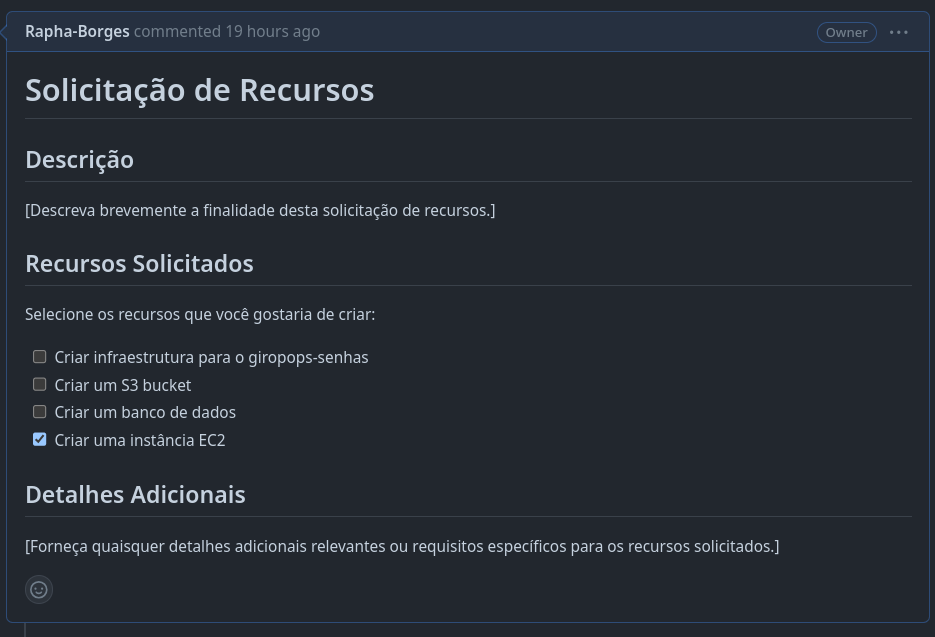 Rapha-Borges commented 19 hours ago Owner
Solicitação de Recursos
Descrição
[Descreva brevemente a finalidade desta solicitação de recursos.]
Recursos Solicitados
Selecione os recursos que você gostaria de criar:
Criar infraestrutura para o giropops-senhas
Criar um S3 bucket
Criar um banco de dados
Criar uma instância EC2
Detalhes Adicionais
[Forneça quaisquer detalhes adicionais relevantes ou requisitos específicos para os recursos solicitados.]